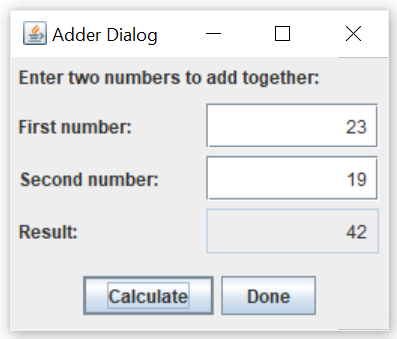 Adder Dialog
Enter two numbers to add together:
First number: 23
Second number: 19
Result: 42
Calculate Done